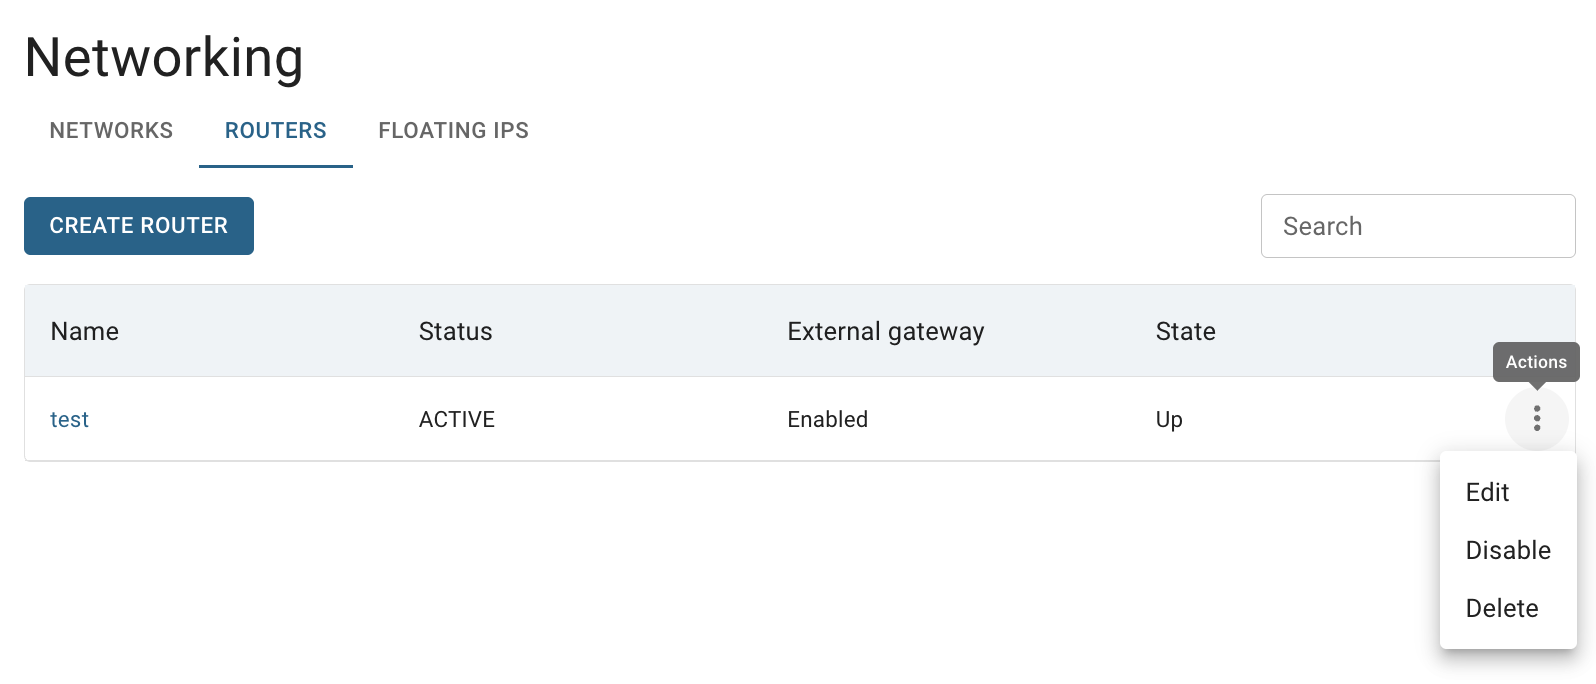 Networking
NETWORKS ROUTERS FLOATING IPS
CREATE ROUTER Search
Name Status External gateway State
Actions
test ACTIVE Enabled Up
Edit
Disable
Delete